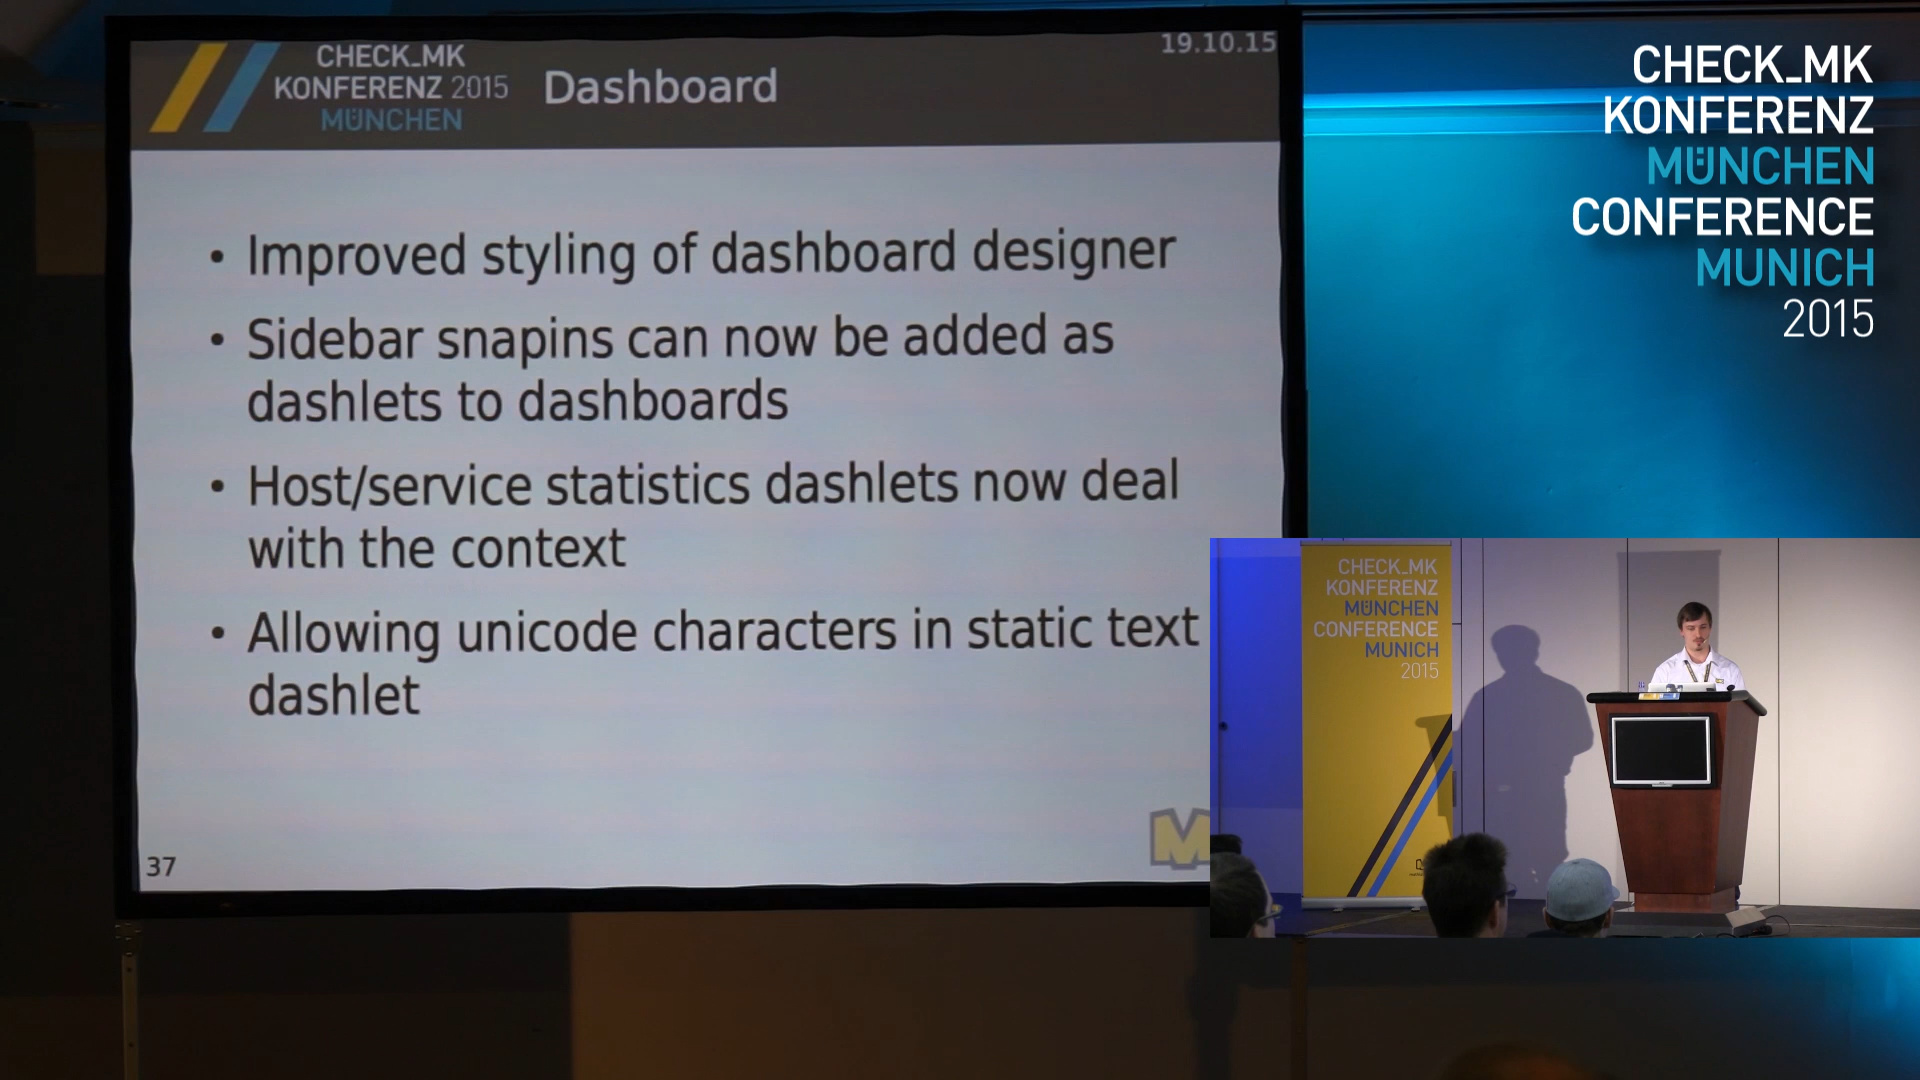 CHECK_MK
KONFERENZ 2015
MÜNCHEN
Dashboard
19.10.15
• Improved styling of dashboard designer
• Sidebar snapins can now be added as
dashlets to dashboards
• Host/service statistics dashlets now deal
with the context
• Allowing unicode characters in static text
dashlet
37
M
CHECK_MK
KONFERENZ
MÜNCHEN
CONFERENCE
MUNICH
2015
CHECK_MK
KONFERENZ
MÜNCHEN
CONFERENCE
MUNICH
2015